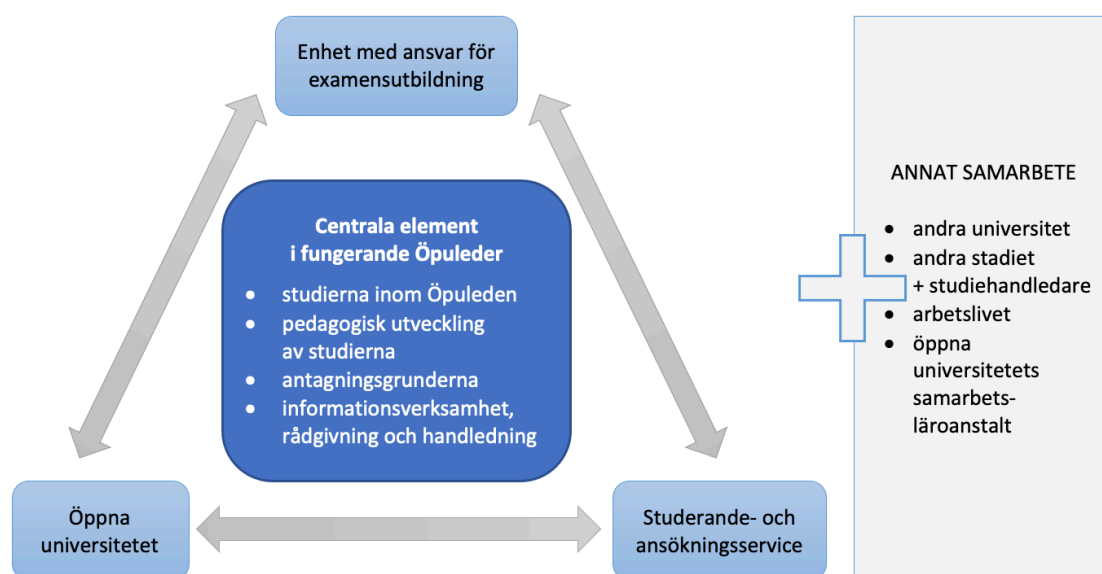 Enhet med ansvar för
examensutbildning
Centrala element
i fungerande Öpuleder
• studierna inom Öpuleden
• pedagogisk utveckling
av studierna
• antagningsgrunderna
• informationsverksamhet,
rådgivning och handledning
Öppna
universitetet
Studerande- och
ansökningsservice
ANNAT SAMARBETE
• andra universitet
• andra stadiet
+ studiehandledare
• arbetslivet
• öppna
universitetets
samarbets-
läroanstalt